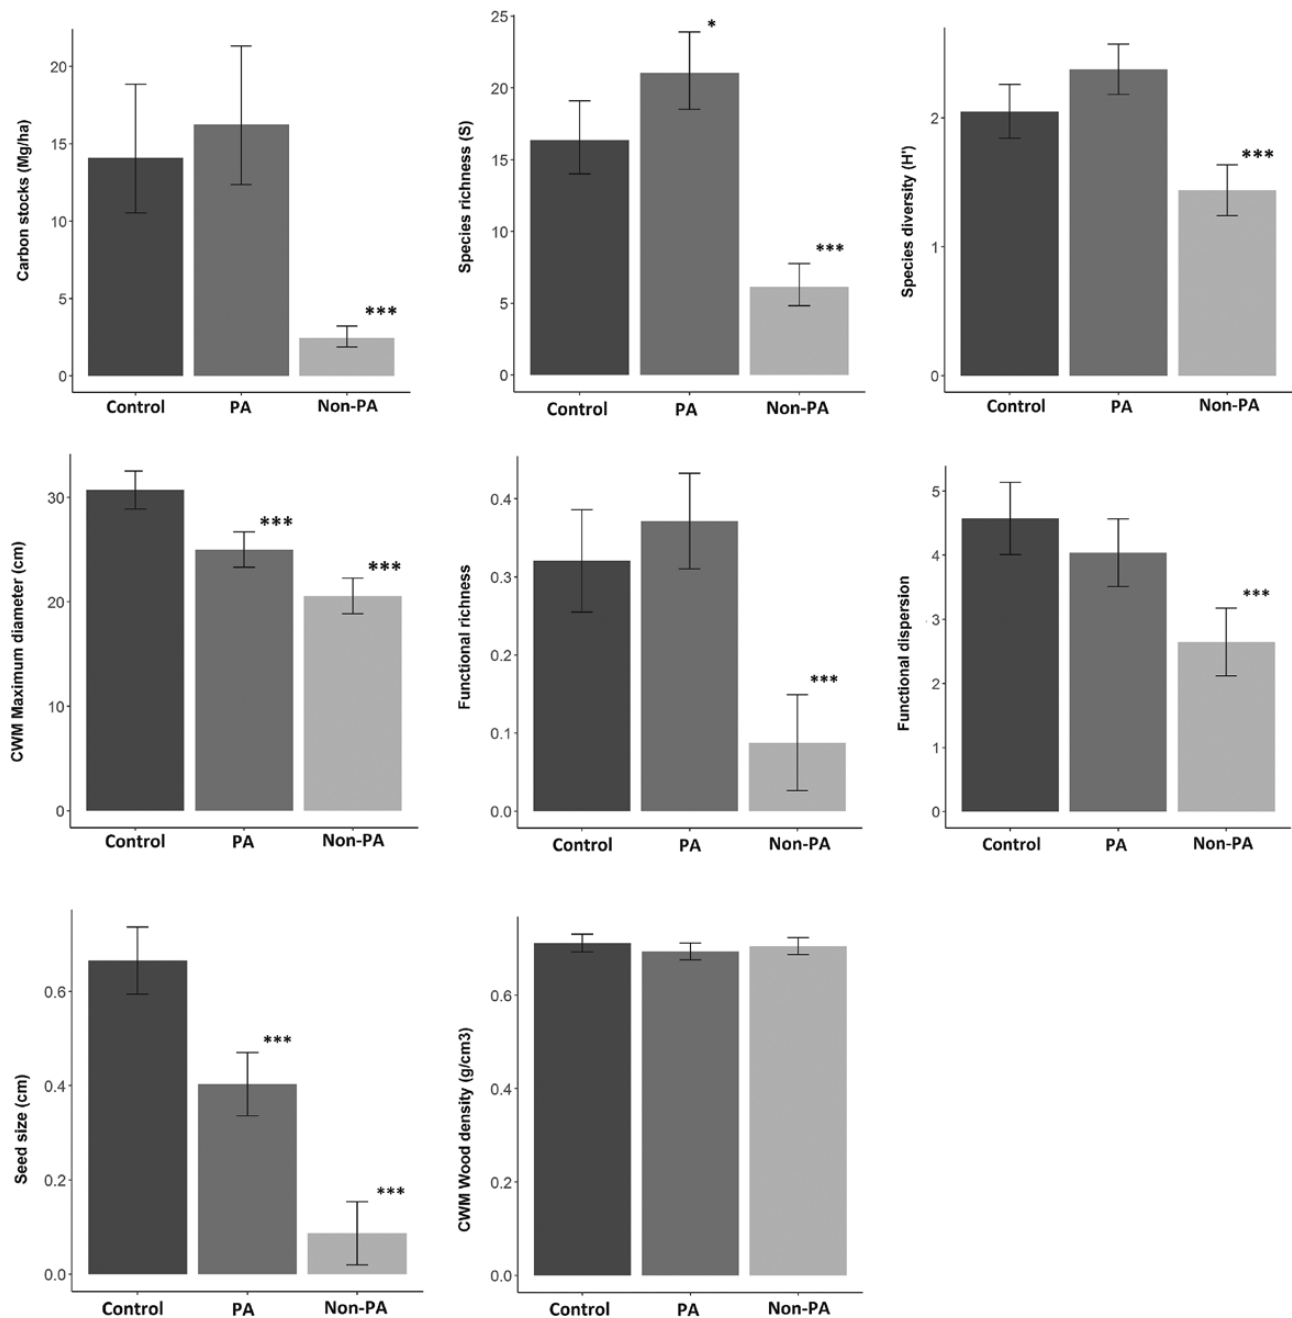 Carbon stocks (Mg/ha)
20
15
10
5
0
Control PA Non-PA
***
Species richness (S)
25
20
15
10
5
0
Control PA Non-PA
*
***
Species diversity (H')
2
1
0
Control PA Non-PA
***
CWM Maximum diameter (cm)
30
20
10
0
Control PA Non-PA
***
***
Functional richness
0.4
0.3
0.2
0.1
0.0
Control PA Non-PA
***
Functional dispersion
5
4
3
2
1
0
Control PA Non-PA
***
Seed size (cm)
0.6
0.4
0.2
0.0
Control PA Non-PA
***
***
CWM Wood density (g/cm3)
0.6
0.4
0.2
0.0
Control PA Non-PA